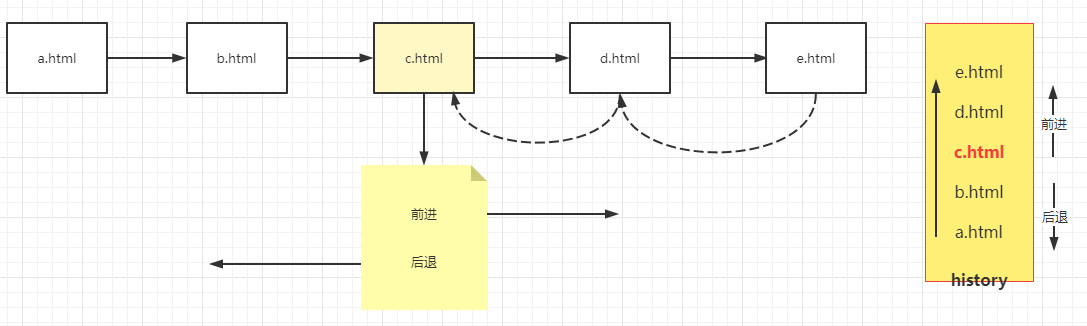 a.html
b.html
c.html
d.html
e.html
前进
后退
e.html
d.html
c.html
b.html
a.html
history
前进
后退